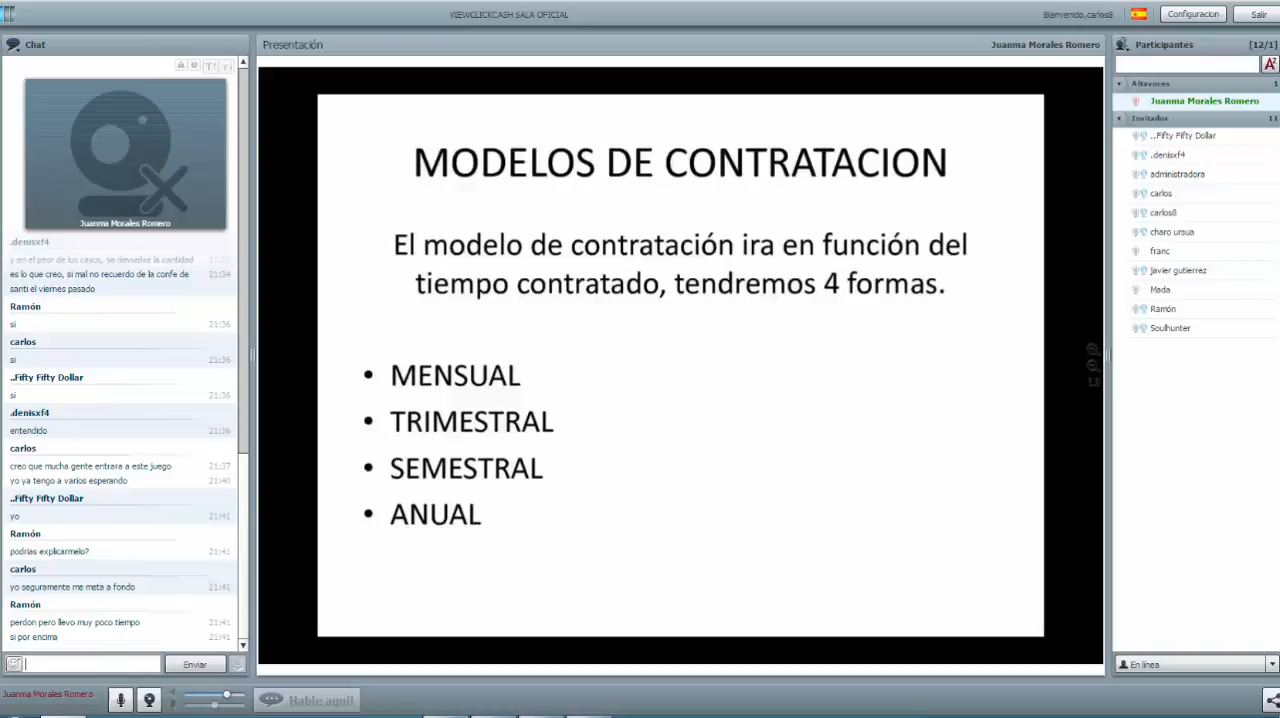 VIEWCLICKCASH SALA OFICIAL
Bienvenido,carlos8
Configuracion
Salir
Chat
Juanma Morales Romero
.denisxf4
y en el peor de los casos, se devuelve la cantidad
es lo que creo, si mal no recuerdo de la confe de 21:34
santi el viernes pasado
Ramón
si 21:36
carlos
si 21:36
..Fifty Fifty Dollar
si 21:36
.denisxf4
entendido 21:36
carlos
creo que mucha gente entrara a este juego 21:37
yo ya tengo a varios esperando 21:40
..Fifty Fifty Dollar
yo 21:41
Ramón
podrias explicarmelo? 21:41
carlos
yo seguramente me meta a fondo 21:41
Ramón
perdon pero llevo muy poco tiempo 21:41
si por encima 21:41
Enviar
Juanma Morales Romero
Hable aquí!
Presentación
Juanma Morales Romero
MODELOS DE CONTRATACION
El modelo de contratación ira en función del
tiempo contratado, tendremos 4 formas.
• MENSUAL
• TRIMESTRAL
• SEMESTRAL
• ANUAL
Participantes [12/1]
Altavoces 1
Juanma Morales Romero
Invitados 11
..Fifty Fifty Dollar
.denisxf4
administradora
carlos
carlos8
charo ursua
franc
Javier gutierrez
Mada
Ramón
Soulhunter
En línea